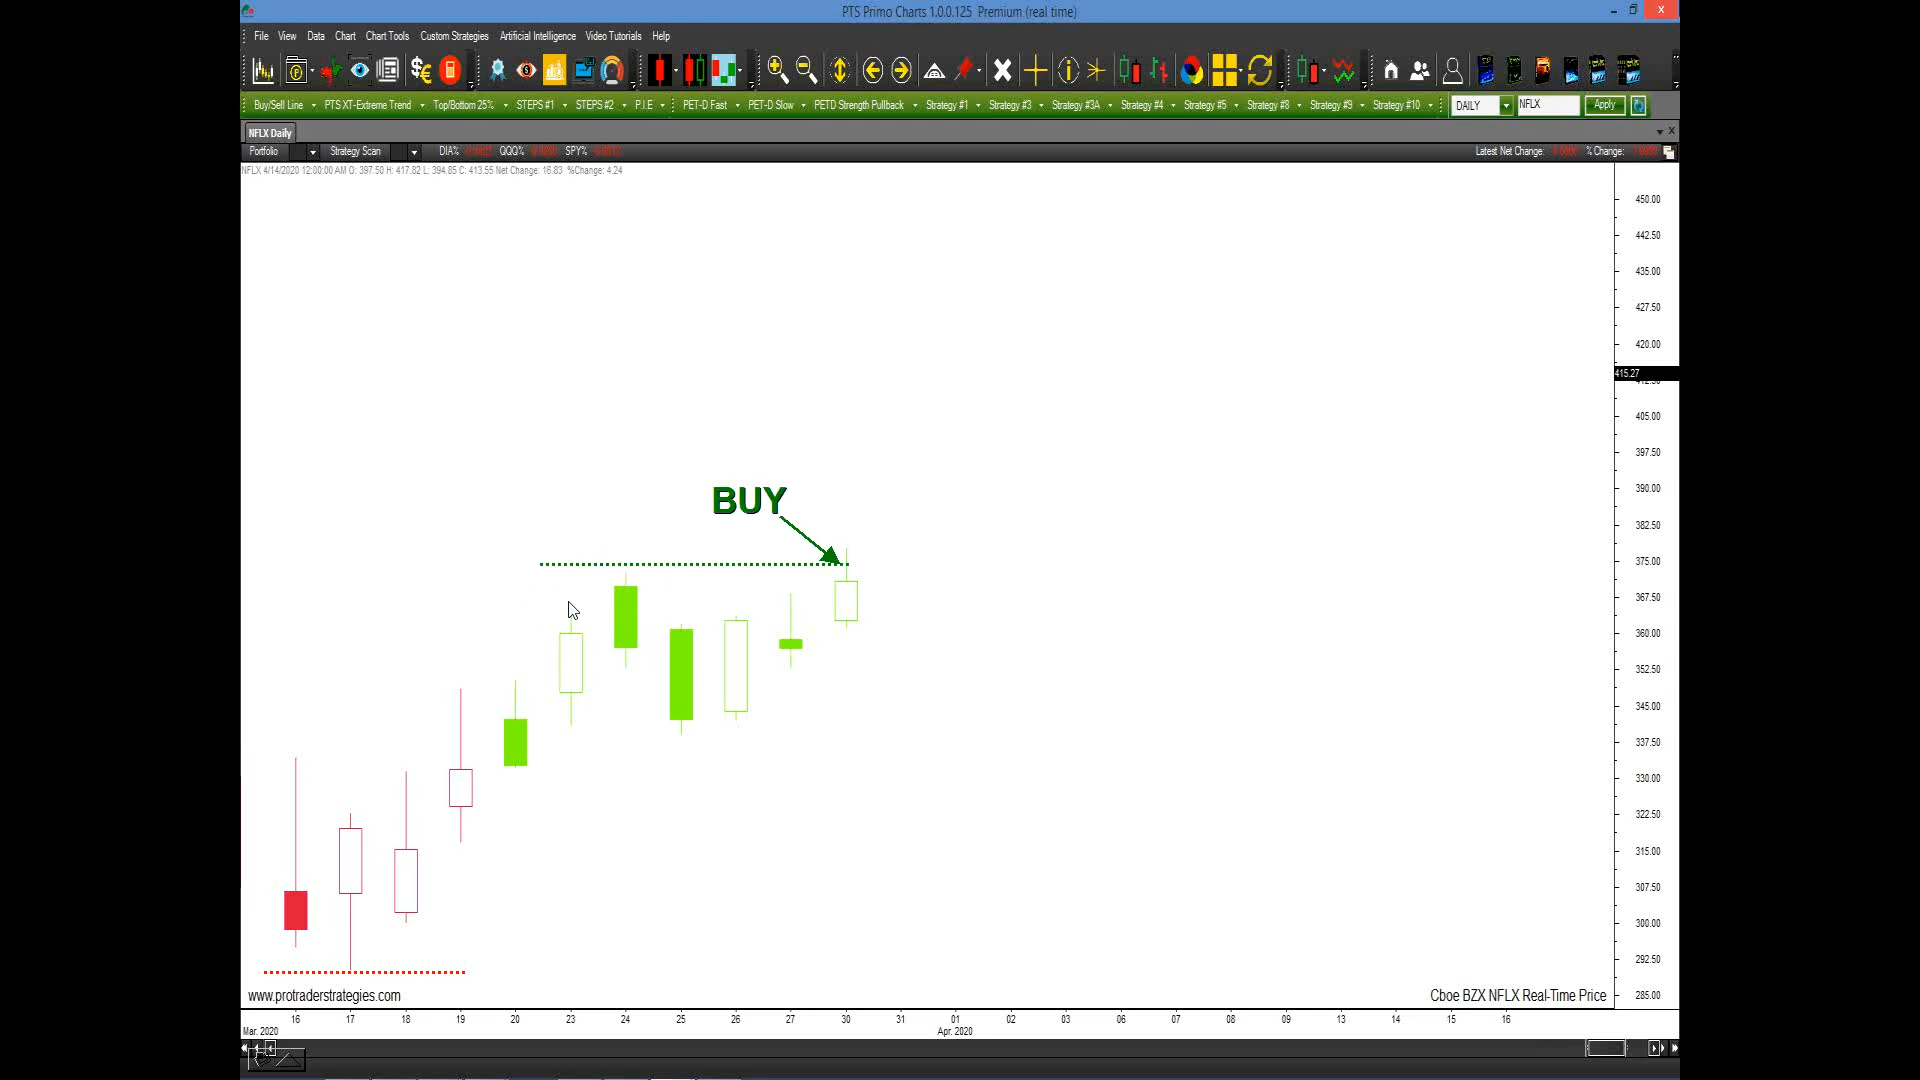 PTS Primo Charts 1.0.0.125 Premium (real time)
File View Data Chart Chart Tools Custom Strategies Artificial Intelligence Video Tutorials Help
Buy/Sell Line PTS XT-Extreme Trend Top/Bottom 25% STEPS #1 STEPS #2 P.I.E PET-D Fast PET-D Slow PETD Strength Pullback Strategy #1 Strategy #3 Strategy #3A Strategy #4 Strategy #5 Strategy #8 Strategy #9 Strategy #10 DAILY NFLX Apply
NFLX Daily
Portfolio Strategy Scan DIA% QQQ% SPY% Latest Net Change: % Change:
NFLX 4/14/2020 12:00:00 AM O: 397.50 H: 417.82 L: 394.85 C: 413.55 Net Change: 16.83 %Change: 4.24
450.00
442.50
435.00
427.50
420.00
415.27
405.00
397.50
390.00
382.50
375.00
367.50
360.00
352.50
345.00
337.50
330.00
322.50
315.00
307.50
300.00
292.50
285.00
BUY
www.protraderstrategies.com Cboe BZX NFLX Real-Time Price
16 17 18 19 20 23 24 25 26 27 30 31 01 02 03 06 07 08 09 13 14 15 16
Mar. 2020 Apr. 2020